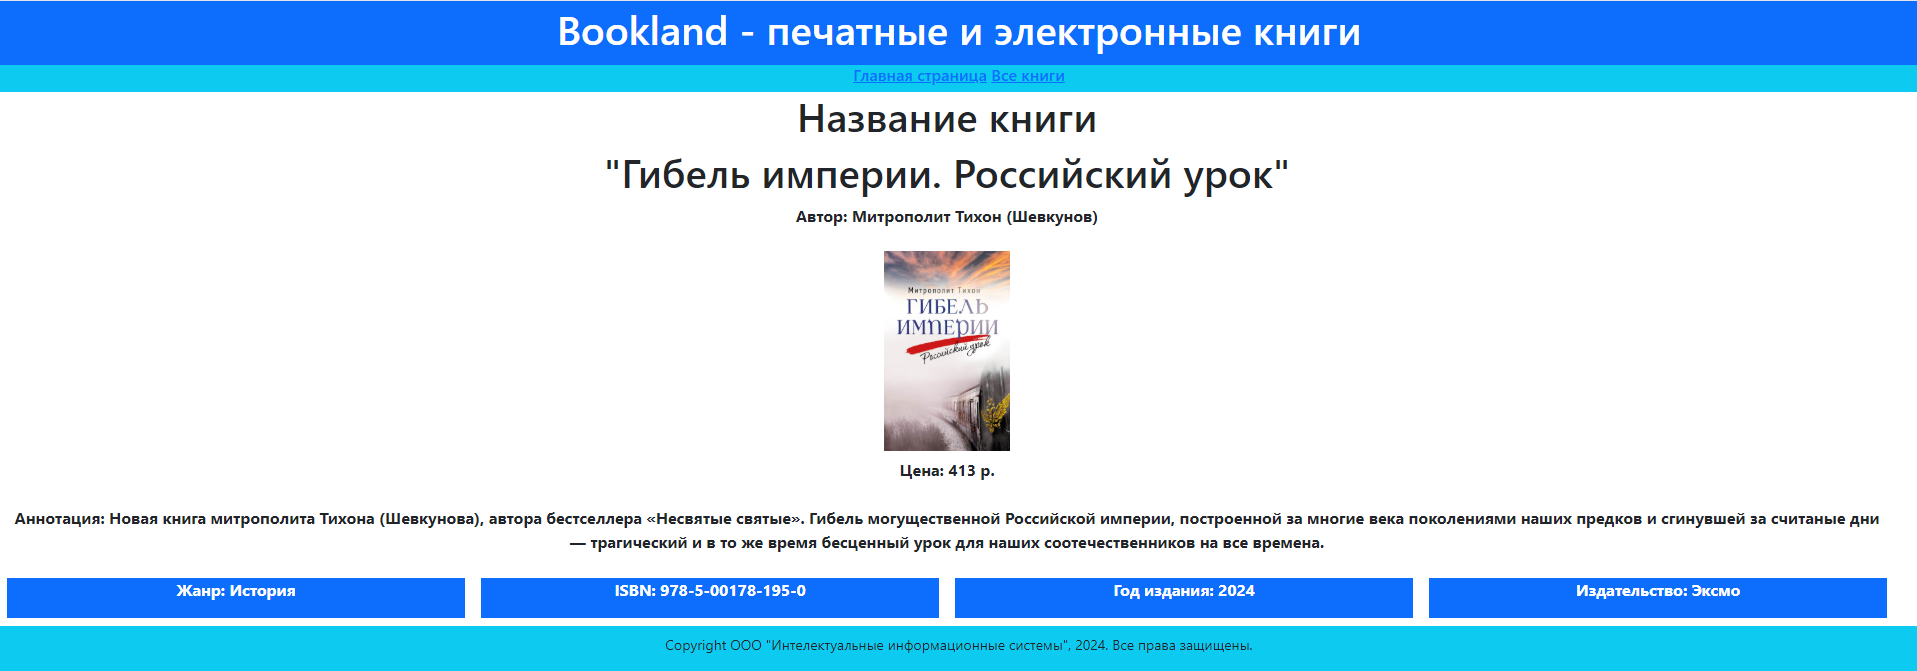 Bookland - печатные и электронные книги
Главная страница Все книги
Название книги
"Гибель империи. Российский урок"
Автор: Митрополит Тихон (Шевкунов)
Митрополит Тихон
ГИБЕЛЬ
ИМПЕРИИ
Российский урок
Цена: 413 р.
Аннотация: Новая книга митрополита Тихона (Шевкунова), автора бестселлера «Несвятые святые». Гибель могущественной Российской империи, построенной за многие века поколениями наших предков и сгинувшей за считаные дни
— трагический и в то же время бесценный урок для наших соотечественников на все времена.
Жанр: История
ISBN: 978-5-00178-195-0
Год издания: 2024
Издательство: Эксмо
Copyright ООО "Интелектуальные информационные системы", 2024. Все права защищены.